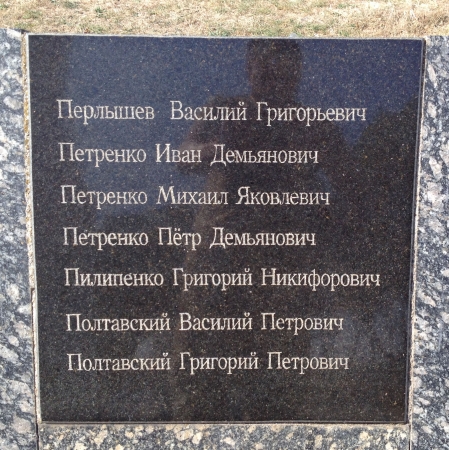 Перлышев Василий Григорьевич
Петренко Иван Демьянович
Петренко Михаил Яковлевич
Петренко Пётр Демьянович
Пилипенко Григорий Никифорович
Полтавский Василий Петрович
Полтавский Григорий Петрович